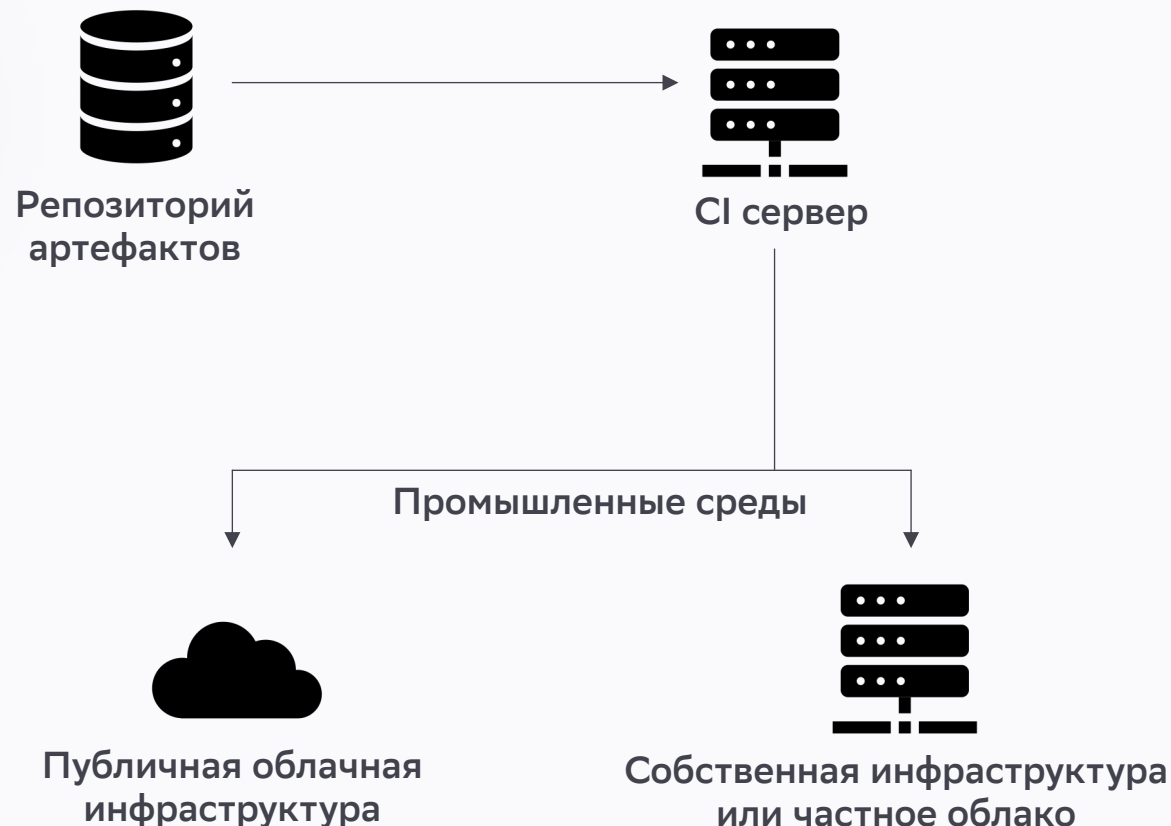 Репозиторий
артефактов
CI сервер
Промышленные среды
Публичная облачная
инфраструктура
Собственная инфраструктура
или частное облако